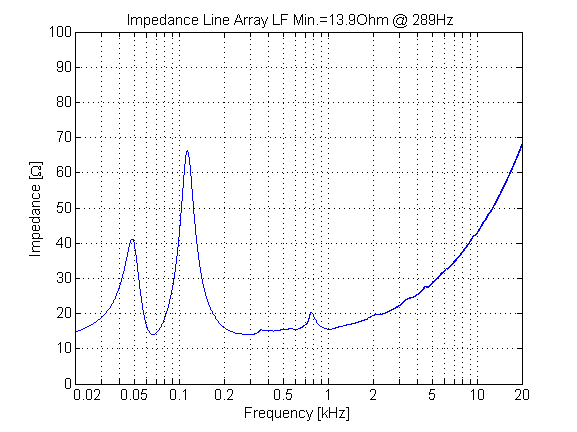 Impedance Line Array LF Min.=13.9Ohm @ 289Hz
100
90
80
70
60
50
40
30
20
10
0
Impedance [Ω]
0.02 0.05 0.1 0.2 0.5 1 2 5 10 20
Frequency [kHz]